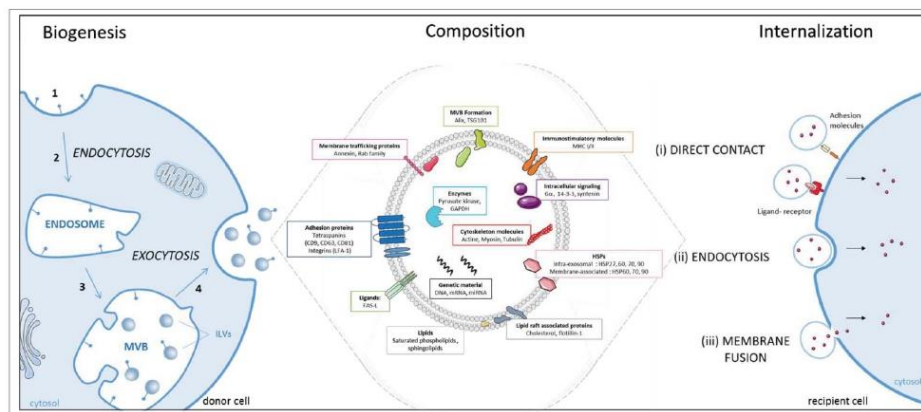 Biogenesis
Composition
Internalization
1
2
ENDOCYTOSIS
ENDOSOME
EXOCYTOSIS
3
4
MVB
ILVs
cytosol
donor cell
MVB Formation
Alix, TSG101
Membrane trafficking proteins
Annexin, Rab family
Immunostimulatory molecules
MHC I/II
Enzymes
Pyruvate kinase,
GAPDH
Intracellular signaling
Gα, 14-3-3, syntenin
Adhesion proteins
Tetraspanins
(CD9, CD63, CD81)
Integrins (LFA-1)
Cytoskeleton molecules
Actine, Myosin, Tubulin
HSPs
Intra-exosomal : HSP27, 60, 70, 90
Membrane-associated : HSP60, 70, 90
Genetic material
DNA, mRNA, miRNA
Ligands
FAS-L
Lipids
Saturated phospholipids,
sphingolipids
Lipid raft associated proteins
Cholesterol, flotillin-1
Adhesion
molecules
(i) DIRECT CONTACT
Ligand- receptor
(ii) ENDOCYTOSIS
(iii) MEMBRANE
FUSION
cytosol
recipient cell